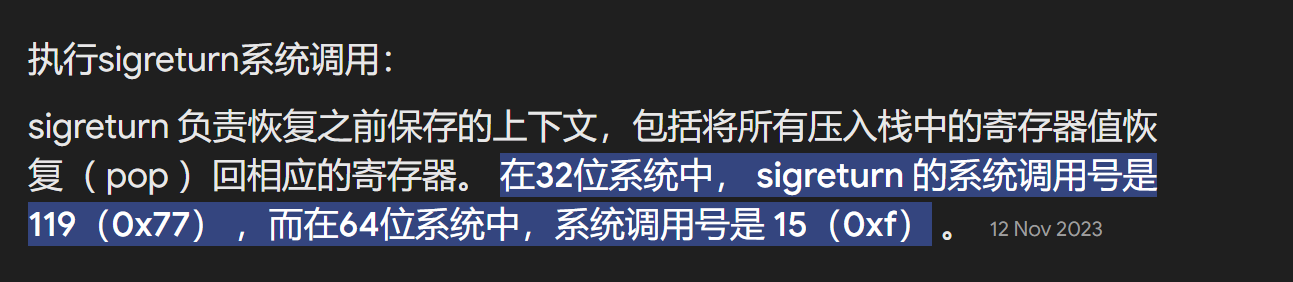 执行sigreturn系统调用：
sigreturn 负责恢复之前保存的上下文，包括将所有压入栈中的寄存器值恢
复（ pop ）回相应的寄存器。 在32位系统中， sigreturn 的系统调用号是
119（0x77） ，而在64位系统中，系统调用号是 15（0xf） 。 12 Nov 2023